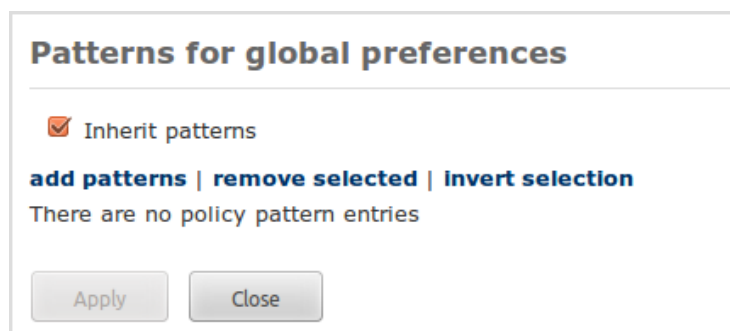 Patterns for global preferences
Inherit patterns
add patterns | remove selected | invert selection
There are no policy pattern entries
Apply Close